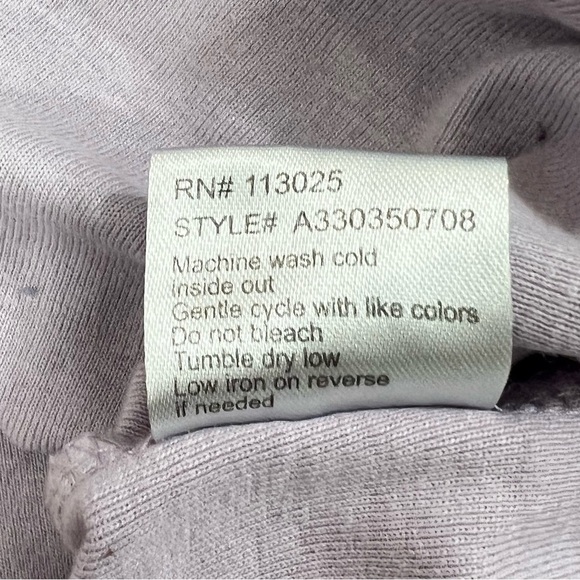 RN# 113025
STYLE# A330350708
Machine wash cold
inside out
Gentle cycle with like colors
Do not bleach
Tumble dry low
Low iron on reverse
if needed